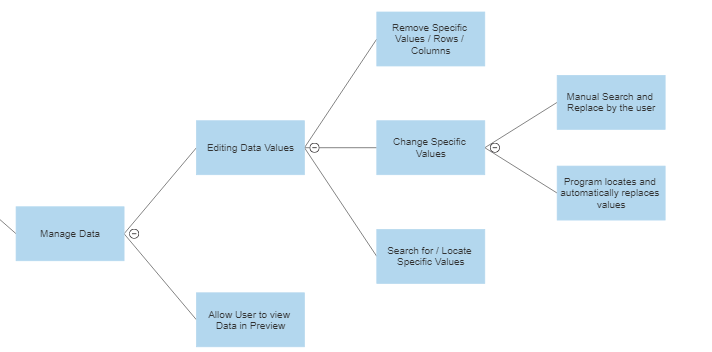 Remove Specific
Values / Rows /
Columns
Manual Search and
Replace by the user
Editing Data Values
Change Specific
Values
Program locates and
automatically replaces
values
Manage Data
Search for / Locate
Specific Values
Allow User to view
Data in Preview